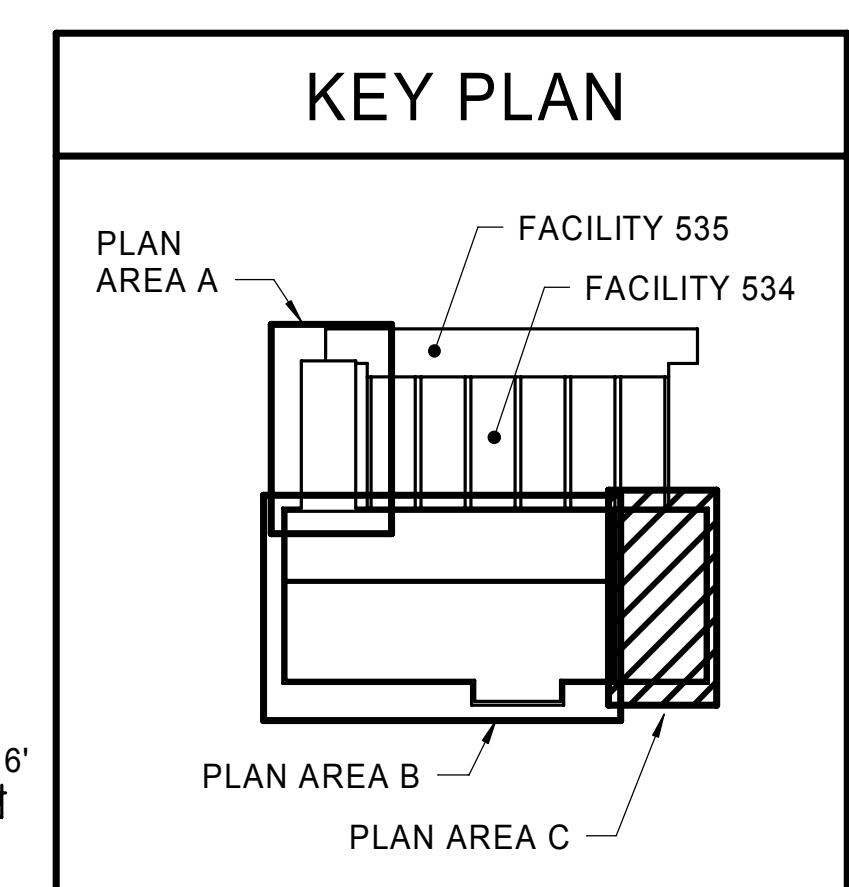 KEY PLAN
PLAN
AREA A
FACILITY 535
FACILITY 534
6'
PLAN AREA B
PLAN AREA C